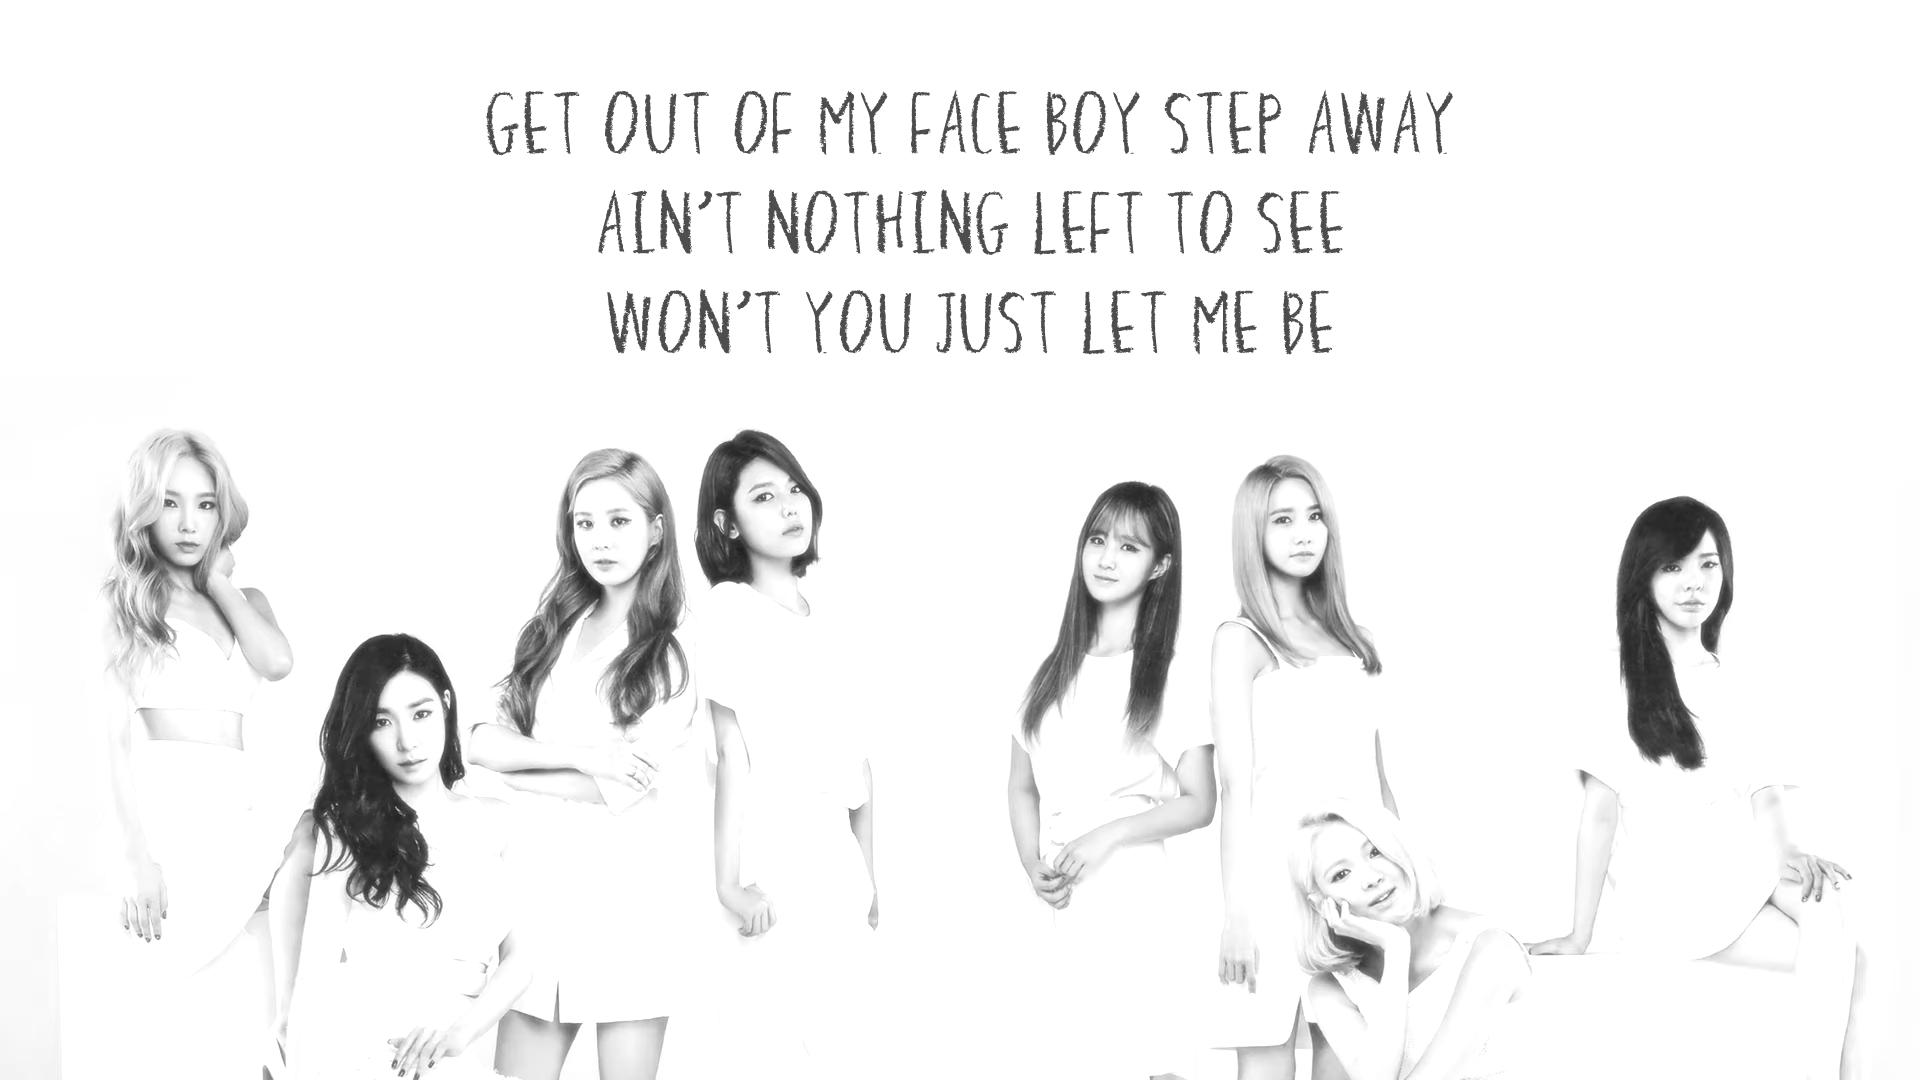 GET OUT OF MY FACE BOY STEP AWAY
AIN'T NOTHING LEFT TO SEE
WON'T YOU JUST LET ME BE